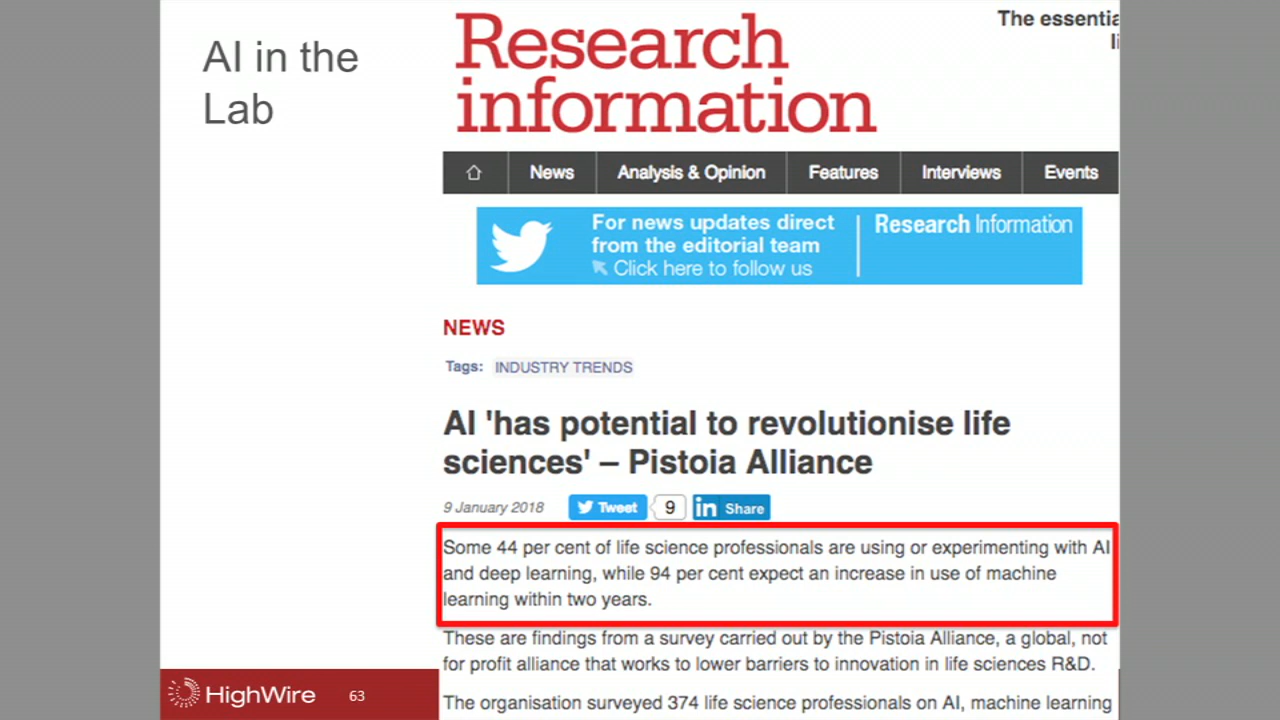 AI in the
Lab
Research
information
The essentia
News
Analysis & Opinion
Features
Interviews
Events
For news updates direct
from the editorial team
Click here to follow us
Research Information
NEWS
Tags: INDUSTRY TRENDS
AI 'has potential to revolutionise life
sciences' – Pistoia Alliance
9 January 2018
Tweet
9
in Share
Some 44 per cent of life science professionals are using or experimenting with AI
and deep learning, while 94 per cent expect an increase in use of machine
learning within two years.
These are findings from a survey carried out by the Pistoia Alliance, a global, not
for profit alliance that works to lower barriers to innovation in life sciences R&D.
The organisation surveyed 374 life science professionals on AI, machine learning
HighWire
63